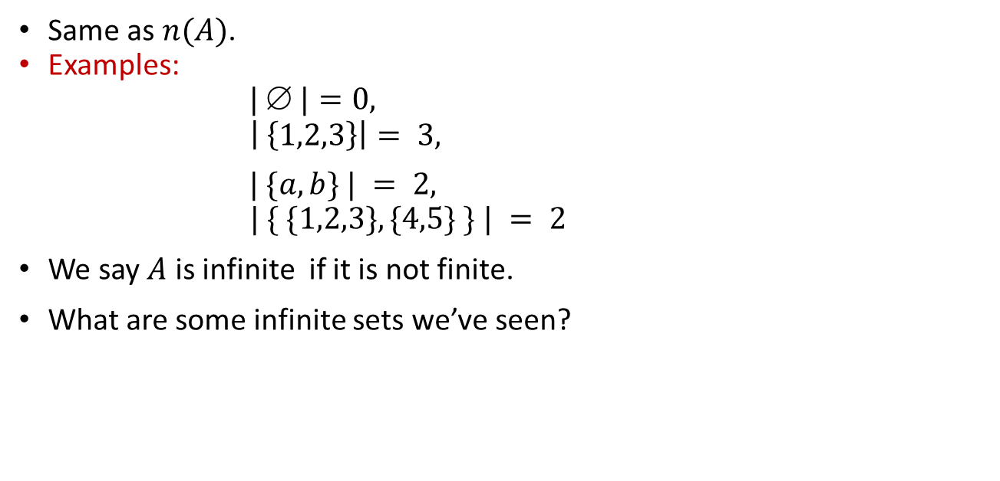 • Same as 𝑛(𝐴).
• Examples:
| ∅ | = 0,
| {1,2,3}| = 3,
| {𝑎, 𝑏} | = 2,
| { {1,2,3}, {4,5} } | = 2
• We say 𝐴 is infinite if it is not finite.
• What are some infinite sets we’ve seen?